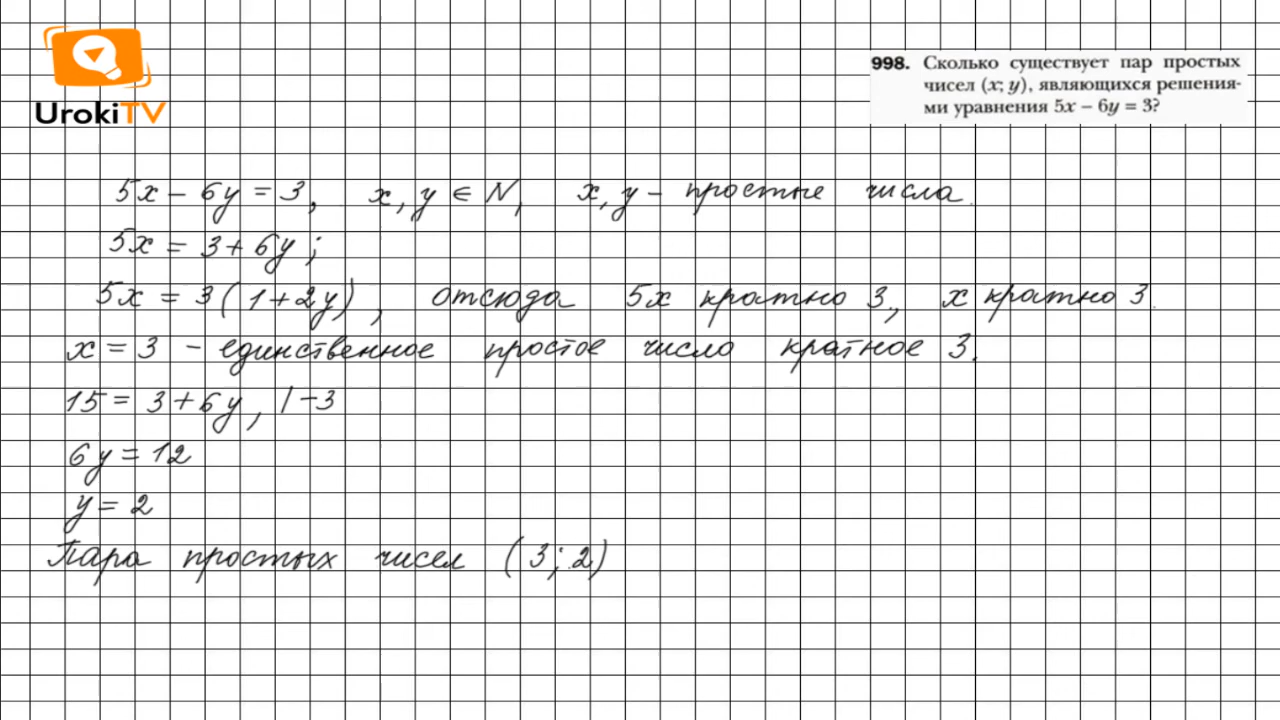 UrokiTV
998. Сколько существует пар простых
чисел (x; y), являющихся решения-
ми уравнения 5x – 6y = 3?
5x – 6y = 3, x, y ∈ N, x, y – простые числа.
5x = 3 + 6y ;
5x = 3(1 + 2y), отсюда 5x кратно 3, x кратно 3.
x = 3 – единственное простое число кратное 3.
15 = 3 + 6y, | –3
6y = 12
y = 2
Пара простых чисел (3; 2)